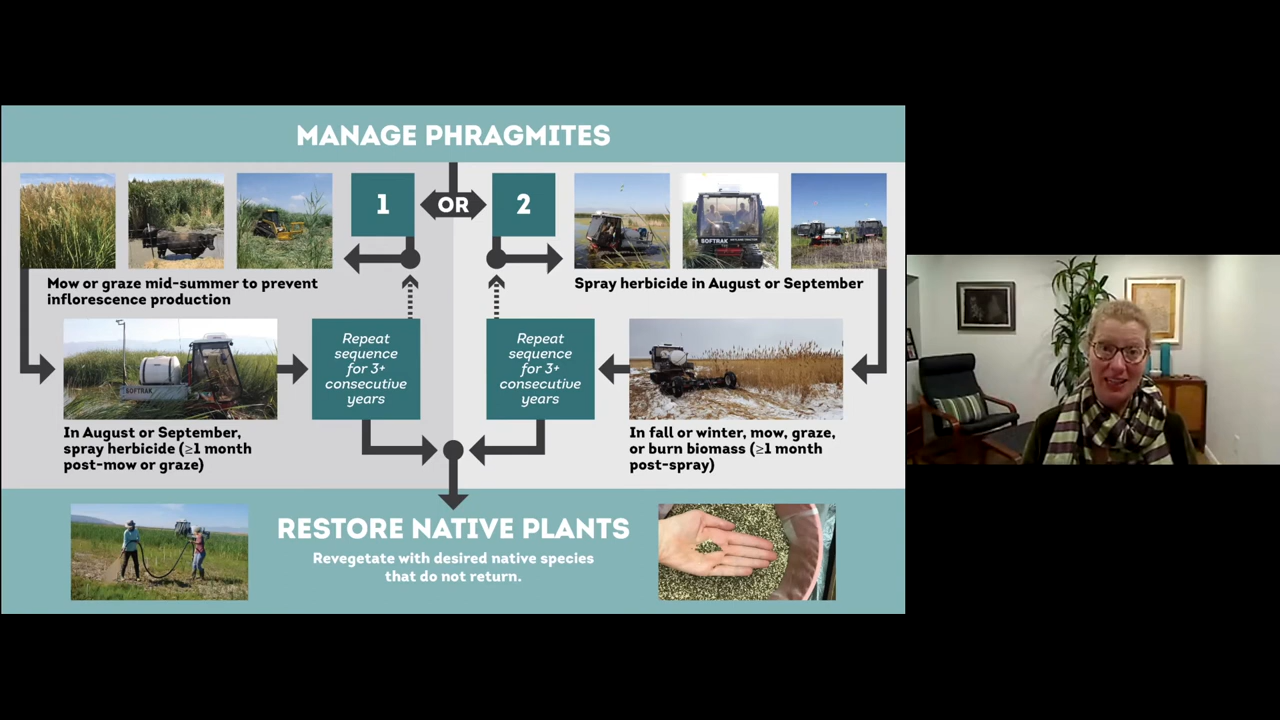 MANAGE PHRAGMITES
1
OR
2
SOFTRAK
Mow or graze mid-summer to prevent
inflorescence production
Spray herbicide in August or September
SOFTRAK
Repeat
sequence
for 3+
consecutive
years
Repeat
sequence
for 3+
consecutive
years
In August or September,
spray herbicide (≥1 month
post-mow or graze)
In fall or winter, mow, graze,
or burn biomass (≥1 month
post-spray)
RESTORE NATIVE PLANTS
Revegetate with desired native species
that do not return.